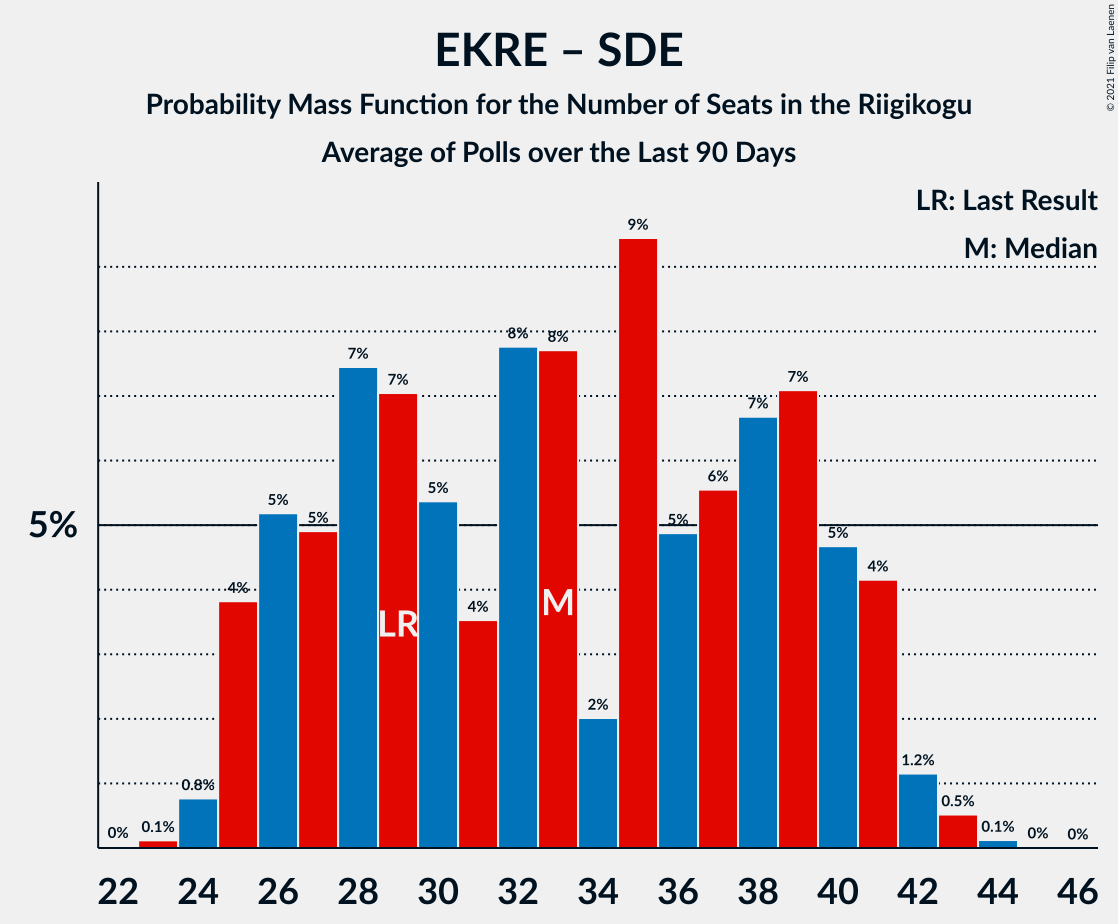 EKRE – SDE
Probability Mass Function for the Number of Seats in the Riigikogu
Average of Polls over the Last 90 Days
© 2021 Filip van Laenen
LR: Last Result
M: Median
5%
0%
0.1%
0.8%
4%
5%
5%
7%
7%
5%
4%
8%
8%
2%
9%
5%
6%
7%
7%
5%
4%
1.2%
0.5%
0.1%
0%
0%
LR
M
22 24 26 28 30 32 34 36 38 40 42 44 46